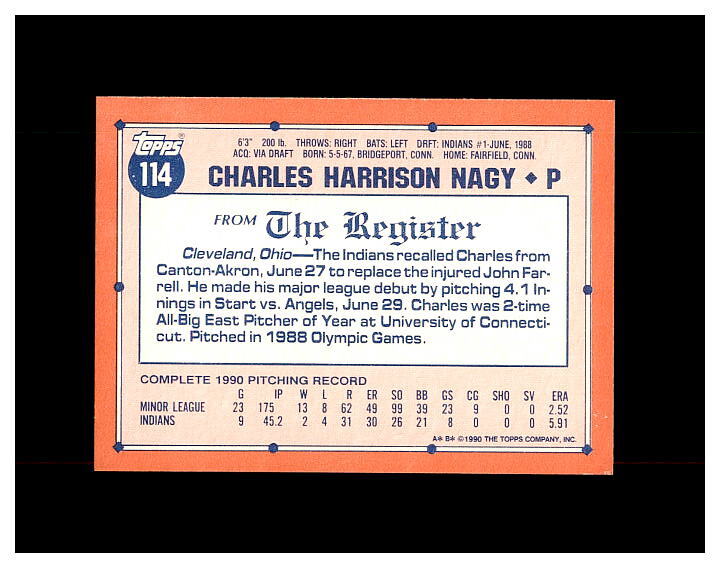 TOPPS®
114
6'3" 200 lb. THROWS: RIGHT BATS: LEFT DRFT: INDIANS #1-JUNE, 1988
ACQ: VIA DRAFT BORN: 5-5-67, BRIDGEPORT, CONN. HOME: FAIRFIELD, CONN.
CHARLES HARRISON NAGY ◆ P
FROM The Register
Cleveland, Ohio—The Indians recalled Charles from
Canton-Akron, June 27 to replace the injured John Far-
rell. He made his major league debut by pitching 4.1 In-
nings in Start vs. Angels, June 29. Charles was 2-time
All-Big East Pitcher of Year at University of Connecti-
cut. Pitched in 1988 Olympic Games.
COMPLETE 1990 PITCHING RECORD
G IP W L R ER SO BB GS CG SHO SV ERA
MINOR LEAGUE 23 175 13 8 62 49 99 39 23 9 0 0 2.52
INDIANS 9 45.2 2 4 31 30 26 21 8 0 0 0 5.91
A* B* © 1990 THE TOPPS COMPANY, INC.